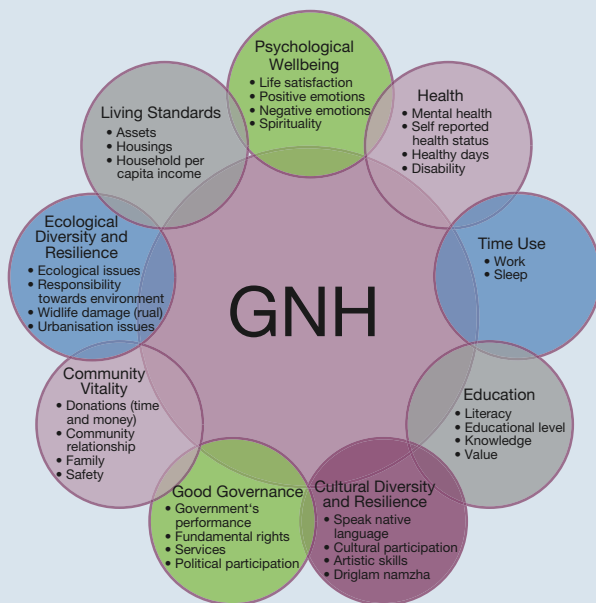 Psychological
Wellbeing
• Life satisfaction
• Positive emotions
• Negative emotions
• Spirituality
Health
• Mental health
• Self reported
health status
• Healthy days
• Disability
Time Use
• Work
• Sleep
Education
• Literacy
• Educational level
• Knowledge
• Value
Cultural Diversity
and Resilience
• Speak native
language
• Cultural participation
• Artistic skills
• Driglam namzha
Good Governance
• Government‘s
performance
• Fundamental rights
• Services
• Political participation
Community
Vitality
• Donations (time
and money)
• Community
relationship
• Family
• Safety
Ecological
Diversity and
Resilience
• Ecological issues
• Responsibility
towards environment
• Widlife damage (rual)
• Urbanisation issues
Living Standards
• Assets
• Housings
• Household per
capita income
GNH